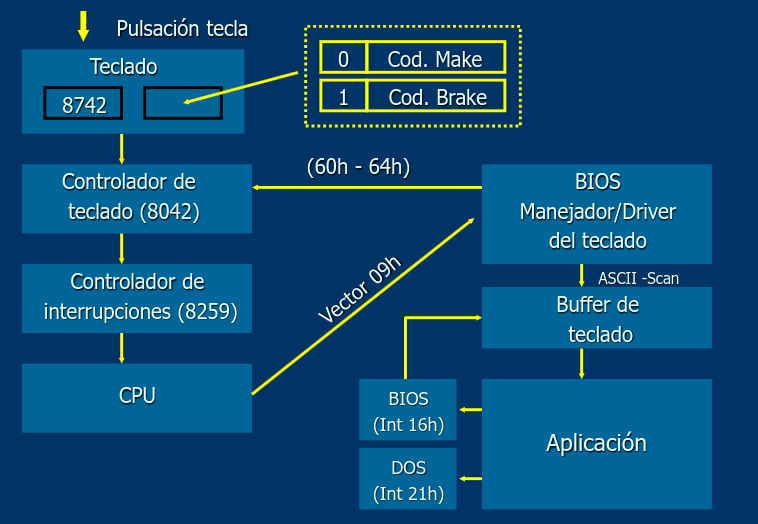 Pulsación tecla
Teclado
8742
0 Cod. Make
1 Cod. Brake
Controlador de
teclado (8042)
(60h - 64h)
BIOS
Manejador/Driver
del teclado
Controlador de
interrupciones (8259)
Vector 09h
ASCII -Scan
Buffer de
teclado
CPU
BIOS
(Int 16h)
Aplicación
DOS
(Int 21h)